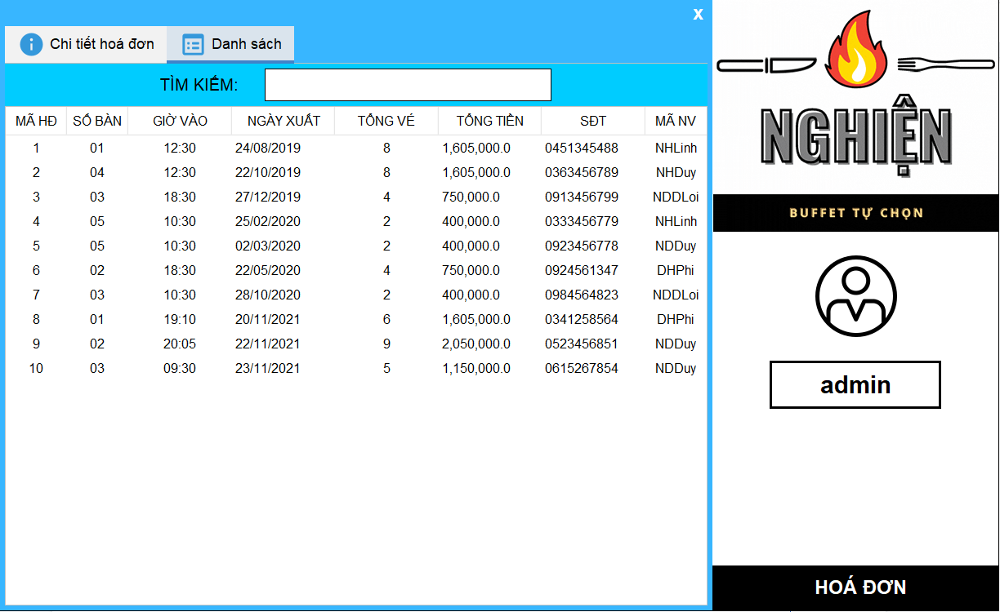 X
Chi tiết hoá đơn Danh sách
TÌM KIẾM:
MÃ HĐ SỐ BÀN GIỜ VÀO NGÀY XUẤT TỔNG VÉ TỔNG TIỀN SĐT MÃ NV
1 01 12:30 24/08/2019 8 1,605,000.0 0451345488 NHLinh
2 04 12:30 22/10/2019 8 1,605,000.0 0363456789 NHDuy
3 03 18:30 27/12/2019 4 750,000.0 0913456799 NDDLoi
4 05 10:30 25/02/2020 2 400,000.0 0333456779 NHLinh
5 05 10:30 02/03/2020 2 400,000.0 0923456778 NDDuy
6 02 18:30 22/05/2020 4 750,000.0 0924561347 DHPhi
7 03 10:30 28/10/2020 2 400,000.0 0984564823 NDDLoi
8 01 19:10 20/11/2021 6 1,605,000.0 0341258564 DHPhi
9 02 20:05 22/11/2021 9 2,050,000.0 0523456851 NDDuy
10 03 09:30 23/11/2021 5 1,150,000.0 0615267854 NDDuy
NGHIỆN
BUFFET TỰ CHỌN
admin
HOÁ ĐƠN